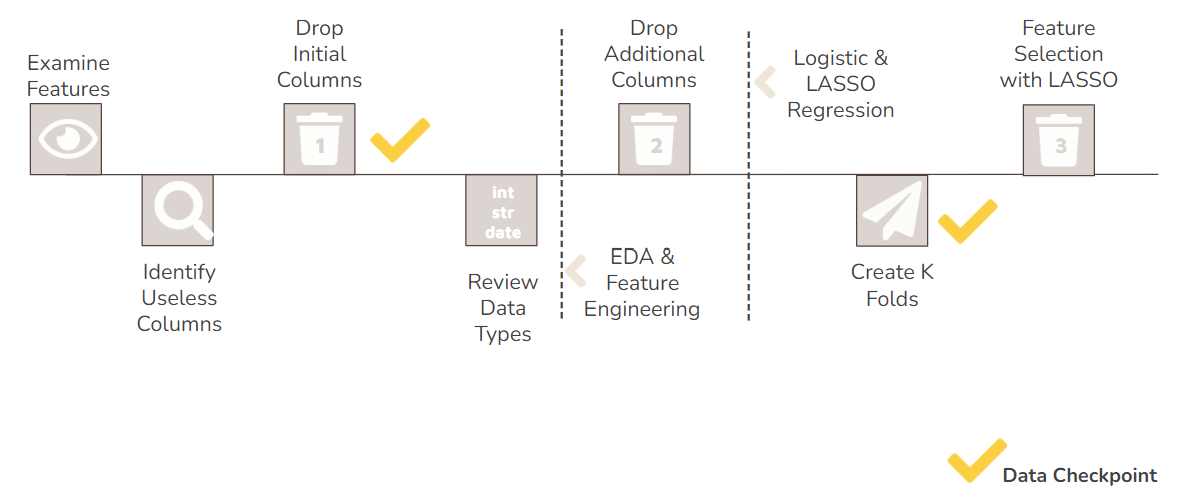 Examine
Features
Identify
Useless
Columns
Drop
Initial
Columns
1
int
str
date
Review
Data
Types
Drop
Additional
Columns
2
EDA &
Feature
Engineering
Logistic &
LASSO
Regression
Create K
Folds
Feature
Selection
with LASSO
3
Data Checkpoint